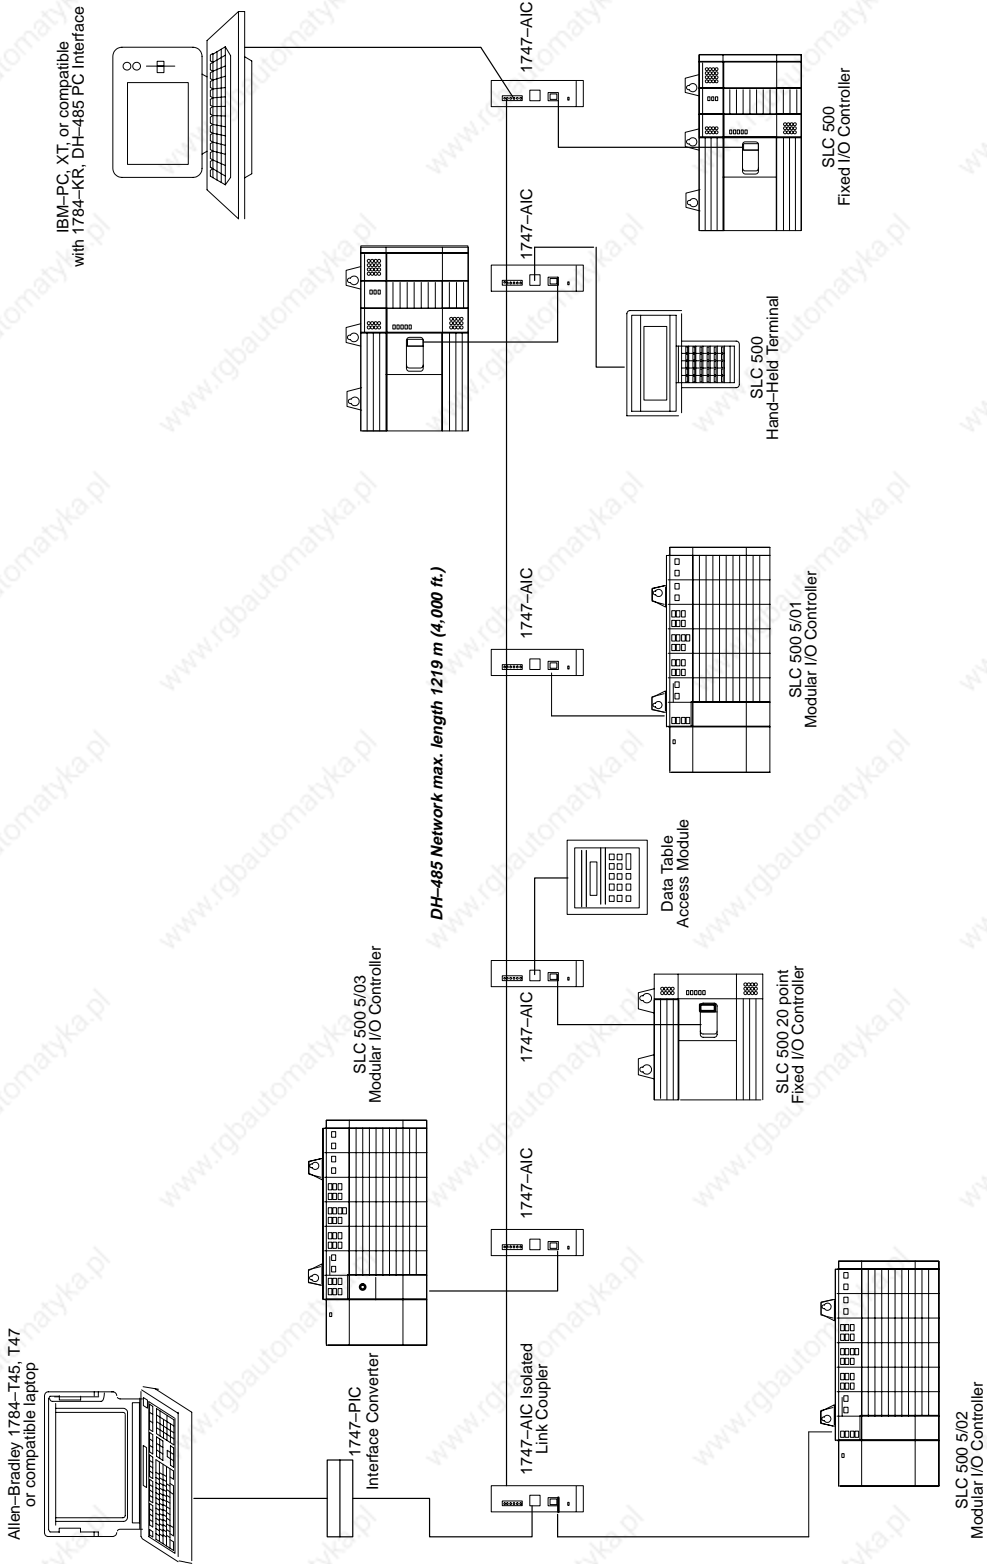 IBM–PC, XT, or compatible
with 1784–KR, DH–485 PC Interface
1747–AIC
SLC 500
Fixed I/O Controller
1747–AIC
SLC 500
Hand–Held Terminal
DH–485 Network max. length 1219 m (4,000 ft.)
1747–AIC
SLC 500 5/01
Modular I/O Controller
Data Table
Access Module
1747–AIC
SLC 500 20 point
Fixed I/O Controller
SLC 500 5/03
Modular I/O Controller
1747–AIC
Allen–Bradley 1784–T45, T47
or compatible laptop
1747–PIC
Interface Converter
1747–AIC Isolated
Link Coupler
SLC 500 5/02
Modular I/O Controller
www.rgbautomatyka.pl